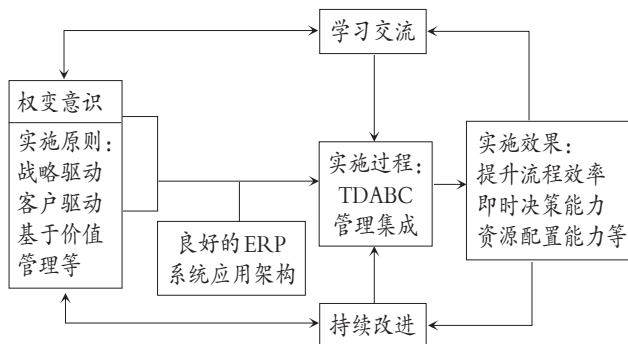 学习交流
权变意识
实施原则：
战略驱动
客户驱动
基于价值
管理等
良好的ERP
系统应用架构
实施过程：
TDABC
管理集成
实施效果：
提升流程效率
即时决策能力
资源配置能力等
持续改进